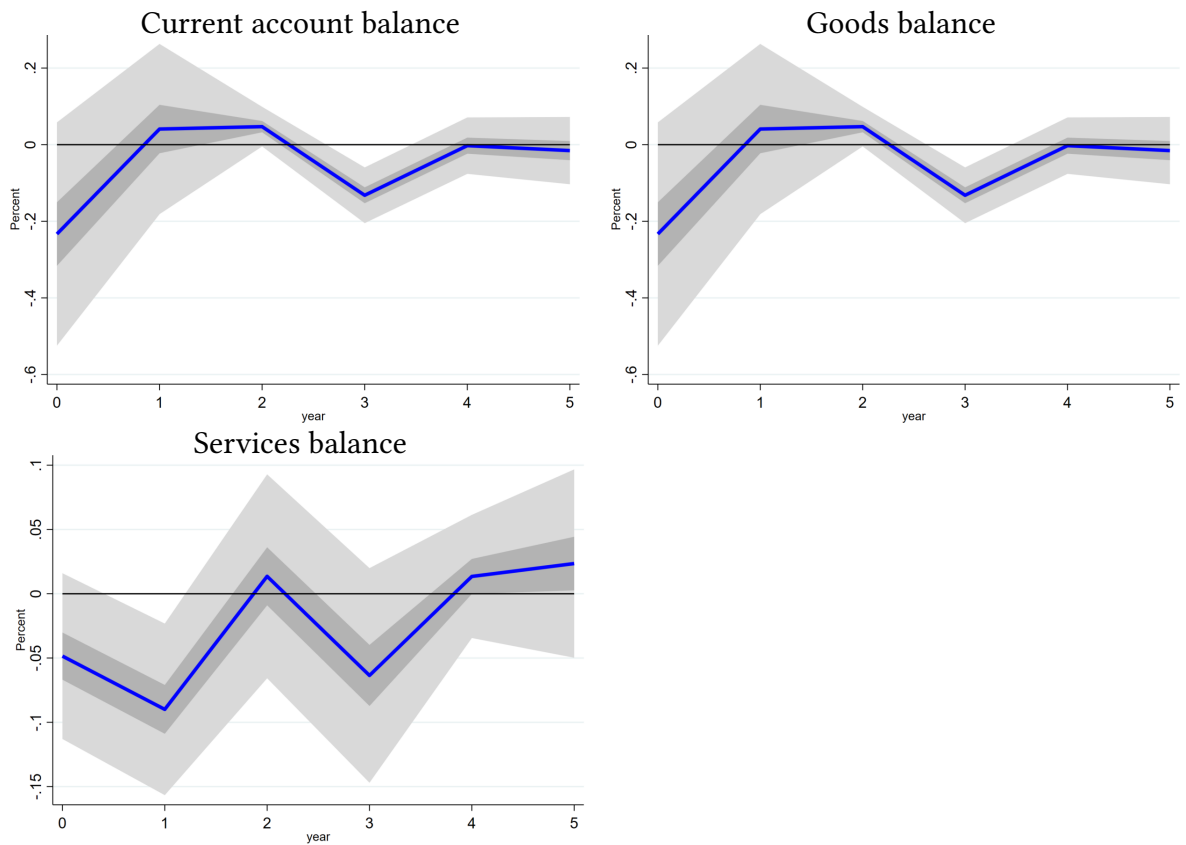 Current account balance
.2
0
-.2
-.4
-.6
Percent
0 1 2 3 4 5
year
Goods balance
.2
0
-.2
-.4
-.6
Percent
0 1 2 3 4 5
year
Services balance
.1
.05
0
-.05
-.1
-.15
Percent
0 1 2 3 4 5
year